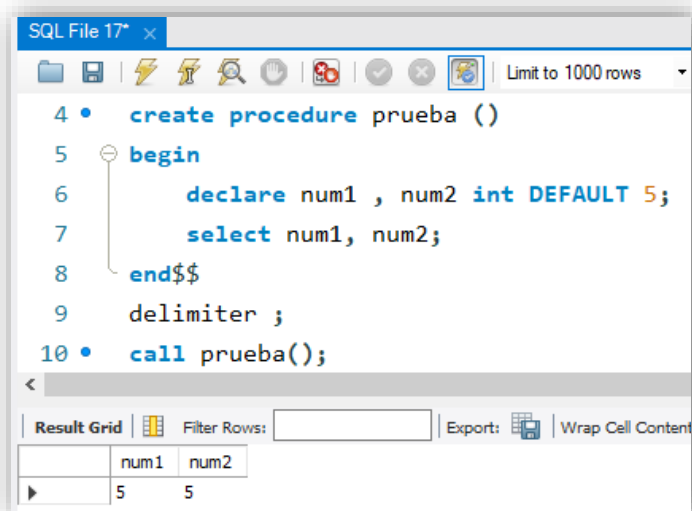 SQL File 17*
Limit to 1000 rows
4 create procedure prueba ()
5 begin
6 declare num1 , num2 int DEFAULT 5;
7 select num1, num2;
8 end$$
9 delimiter ;
10 call prueba();
Result Grid Filter Rows: Export: Wrap Cell Content
num1 num2
5 5